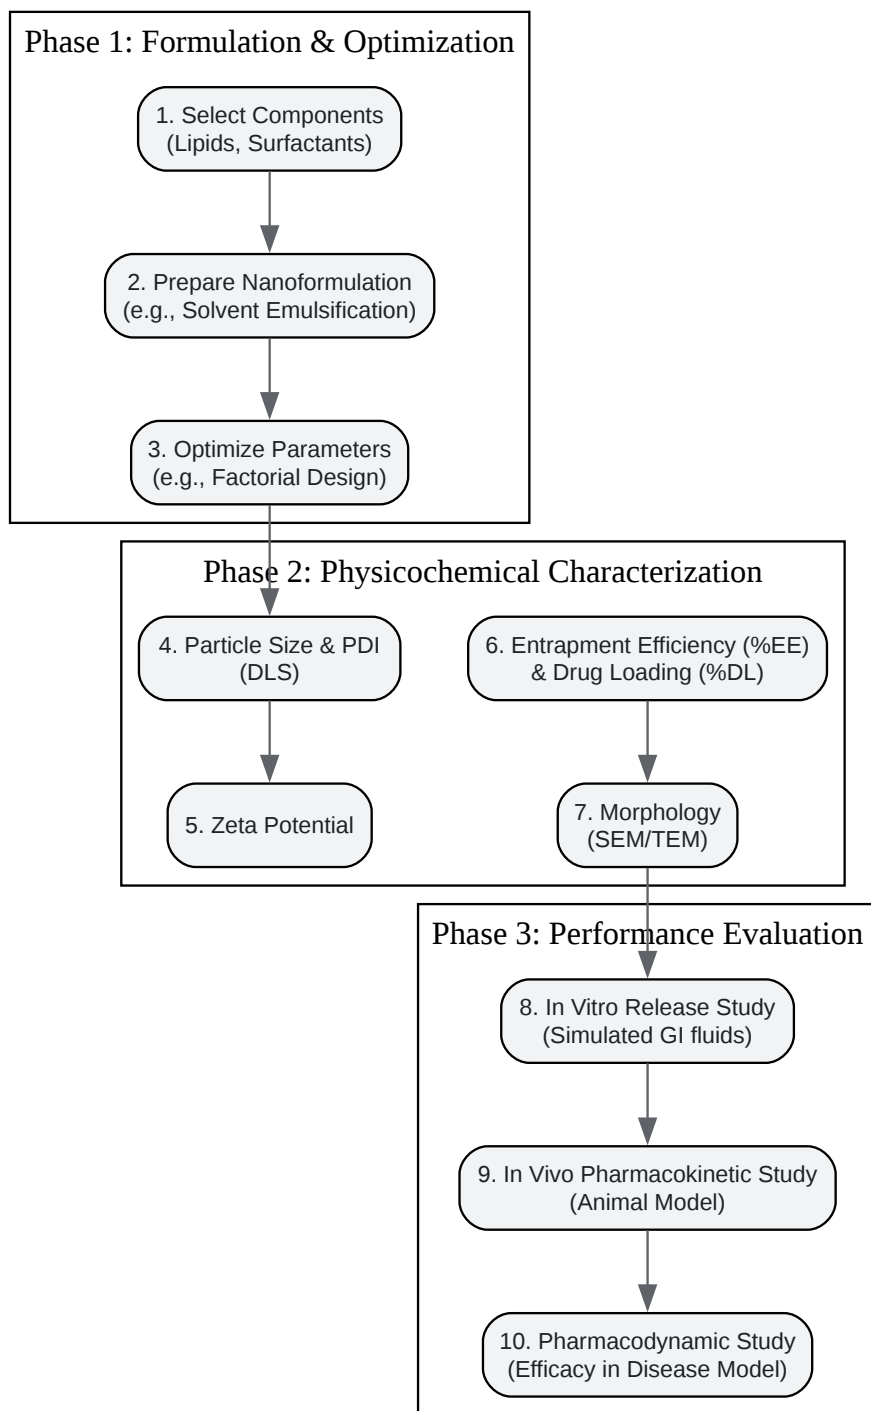 Phase 1: Formulation & Optimization
1. Select Components
(Lipids, Surfactants)
2. Prepare Nanoformulation
(e.g., Solvent Emulsification)
3. Optimize Parameters
(e.g., Factorial Design)
Phase 2: Physicochemical Characterization
4. Particle Size & PDI
(DLS)
5. Zeta Potential
6. Entrapment Efficiency (%EE)
& Drug Loading (%DL)
7. Morphology
(SEM/TEM)
Phase 3: Performance Evaluation
8. In Vitro Release Study
(Simulated GI fluids)
9. In Vivo Pharmacokinetic Study
(Animal Model)
10. Pharmacodynamic Study
(Efficacy in Disease Model)